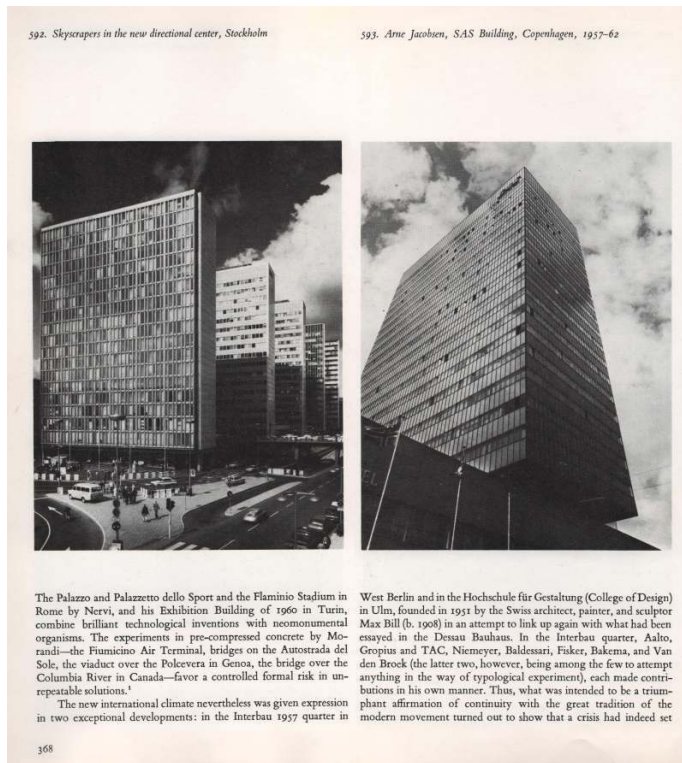 592. Skyscrapers in the new directional center, Stockholm
593. Arne Jacobsen, SAS Building, Copenhagen, 1957–62
The Palazzo and Palazzetto dello Sport and the Flaminio Stadium in
Rome by Nervi, and his Exhibition Building of 1960 in Turin,
combine brilliant technological inventions with neomonumental
organisms. The experiments in pre-compressed concrete by Mo-
randi—the Fiumicino Air Terminal, bridges on the Autostrada del
Sole, the viaduct over the Polcevera in Genoa, the bridge over the
Columbia River in Canada—favor a controlled formal risk in un-
repeatable solutions.¹
The new international climate nevertheless was given expression
in two exceptional developments: in the Interbau 1957 quarter in
West Berlin and in the Hochschule für Gestaltung (College of Design)
in Ulm, founded in 1951 by the Swiss architect, painter, and sculptor
Max Bill (b. 1908) in an attempt to link up again with what had been
essayed in the Dessau Bauhaus. In the Interbau quarter, Aalto,
Gropius and TAC, Niemeyer, Baldessari, Fisker, Bakema, and Van
den Broek (the latter two, however, being among the few to attempt
anything in the way of typological experiment), each made contri-
butions in his own manner. Thus, what was intended to be a trium-
phant affirmation of continuity with the great tradition of the
modern movement turned out to show that a crisis had indeed set
368